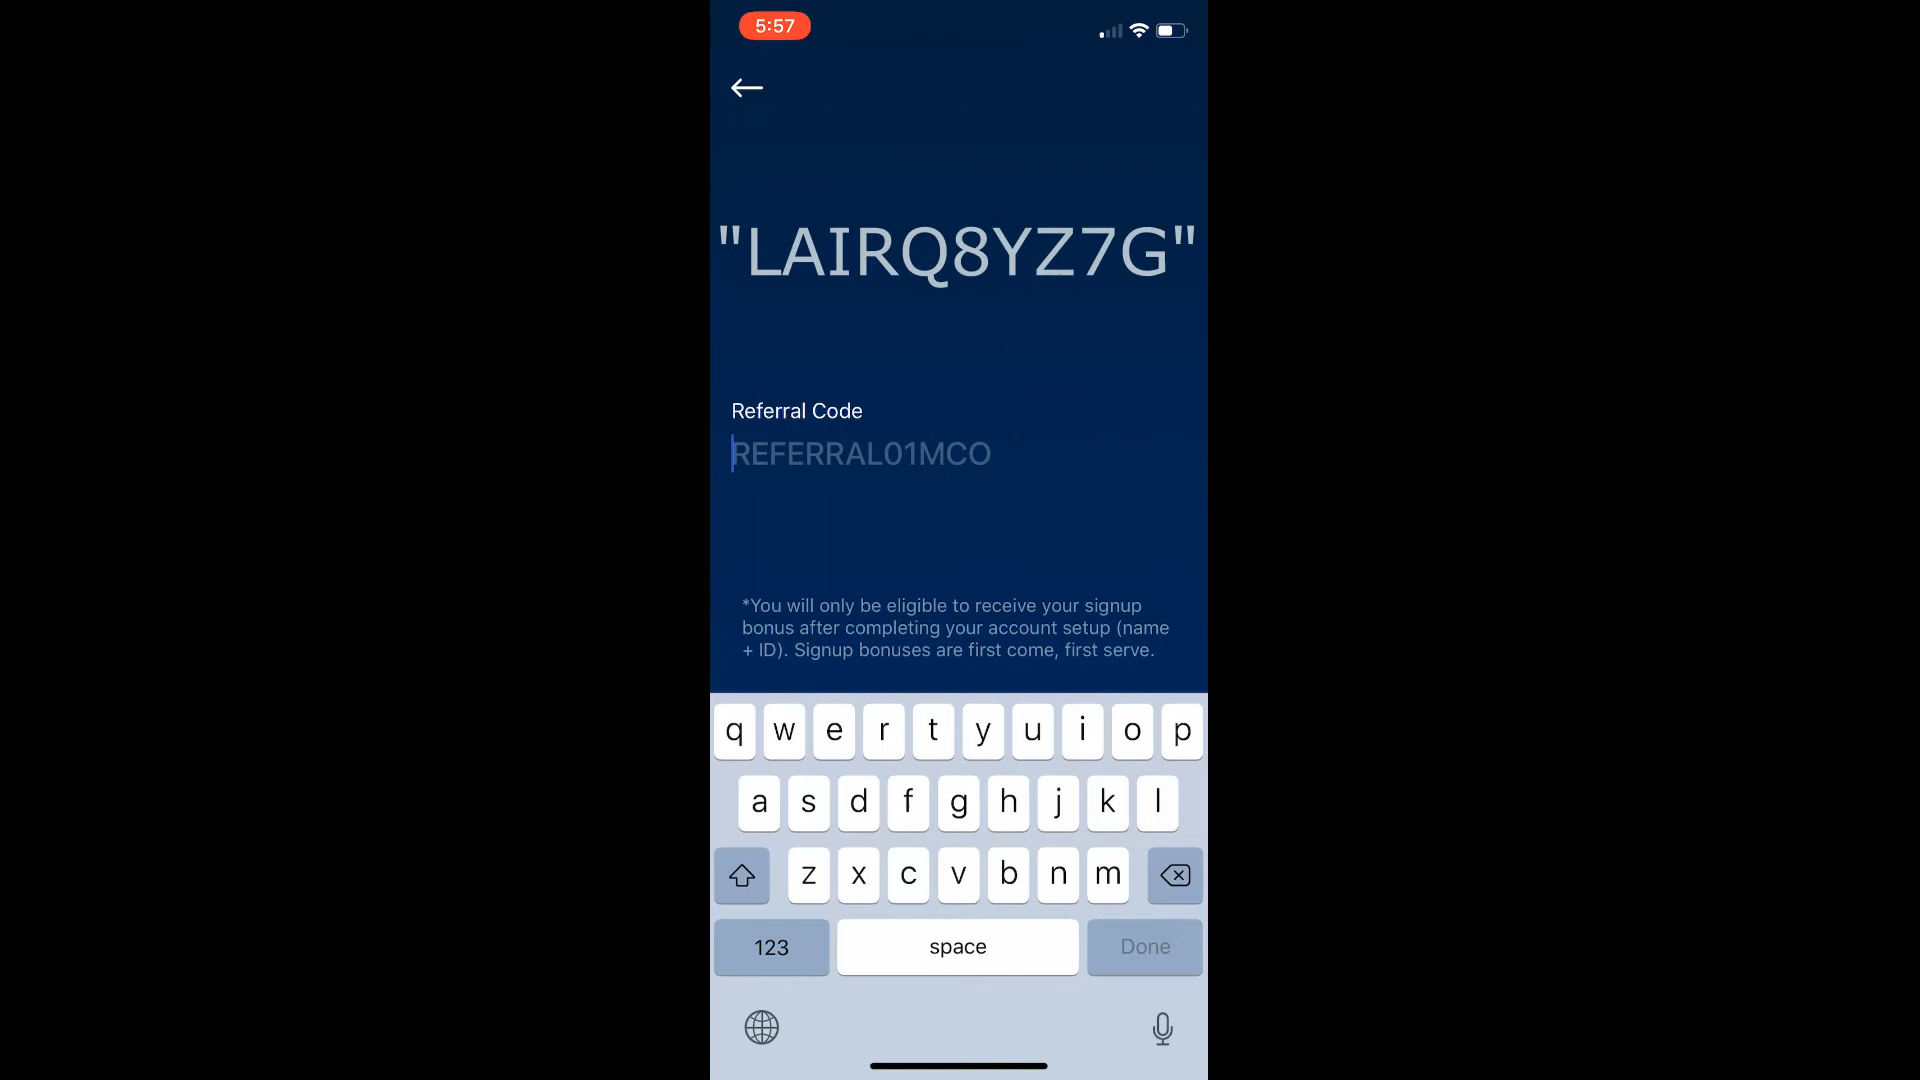 5:57
"LAIRQ8YZ7G"
Referral Code
REFERRAL01MCO
*You will only be eligible to receive your signup
bonus after completing your account setup (name
+ ID). Signup bonuses are first come, first serve.
q w e r t y u i o p
a s d f g h j k l
z x c v b n m
123 space Done